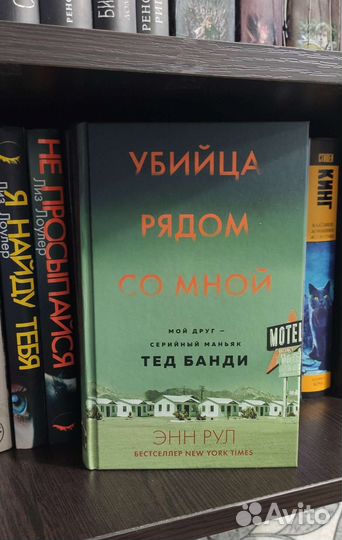 УБИЙЦА
РЯДОМ
СО МНОЙ
МОЙ ДРУГ –
СЕРИЙНЫЙ МАНЬЯК
ТЕД БАНДИ
MOTEL
ЭНН РУЛ
БЕСТСЕЛЛЕР NEW YORK TIMES
Лиз Лоулер
Я НАЙДУ ТЕБЯ
Лиз Лоулер
НЕ ПРОСЫПАЙСЯ
КИНГ
Avito